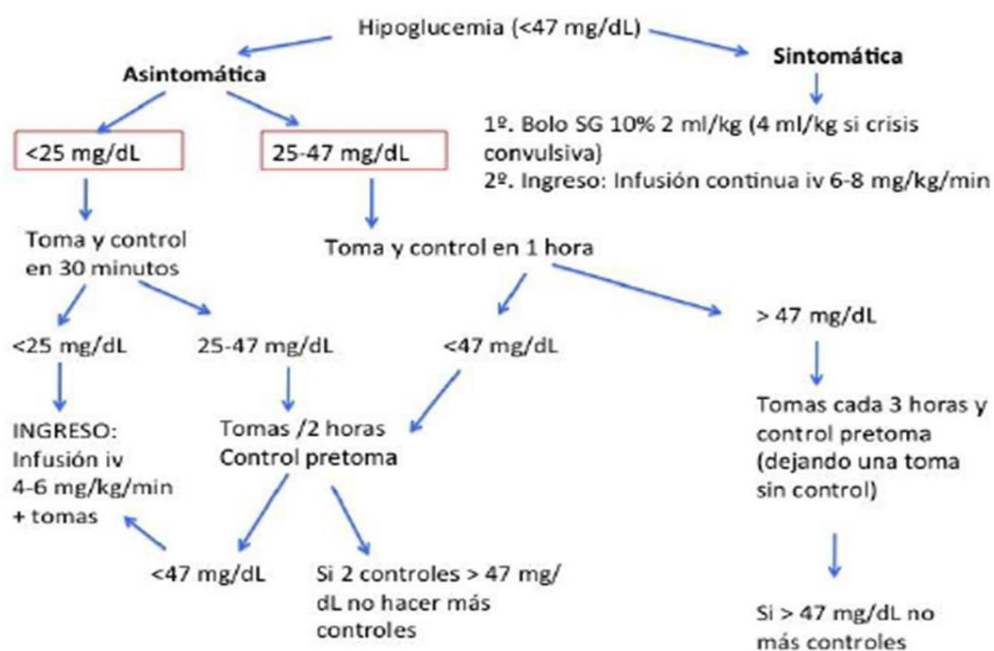 Hipoglucemia (<47 mg/dL)
Asintomática
Sintomática
<25 mg/dL
25-47 mg/dL
1º. Bolo SG 10% 2 ml/kg (4 ml/kg si crisis
convulsiva)
2º. Ingreso: Infusión continua iv 6-8 mg/kg/min
Toma y control
en 30 minutos
Toma y control en 1 hora
<25 mg/dL
25-47 mg/dL
<47 mg/dL
> 47 mg/dL
INGRESO:
Infusión iv
4-6 mg/kg/min
+ tomas
Tomas /2 horas
Control pretoma
Tomas cada 3 horas y
control pretoma
(dejando una toma
sin control)
<47 mg/dL
Si 2 controles > 47 mg/
dL no hacer más
controles
Si > 47 mg/dL no
más controles